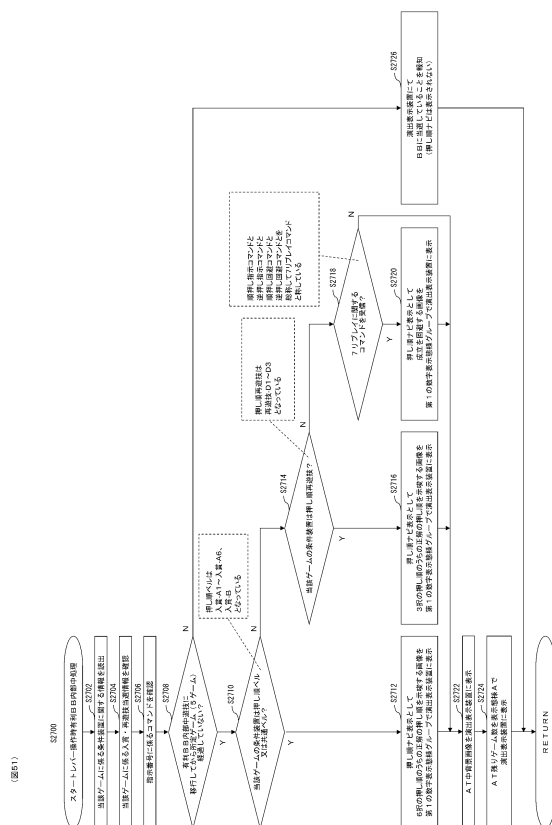 (図51)
S2700
スタートレバー操作時有利BB内部中処理
S2702
当該ゲームに係る条件装置に関する情報を読出
S2704
当該ゲームに係る入賞・再遊技当選情報を確認
S2706
指示番号に係るコマンドを確認
S2708
有利BB内部中遊技に
移行してから所定ゲーム(5ゲーム)
経過していない?
N
Y
S2710
当該ゲームの条件装置は押し順ベル
又は共通ベル?
N
Y
押し順ベルは
入賞-A1~入賞-A6、
入賞-B
となっている
S2712
押し順ナビ表示として
6択の押し順のうちの正解の押し順を示唆する画像を
第1の数字表示態様グループで演出表示装置に表示
S2714
当該ゲームの条件装置は押し順再遊技?
N
Y
押し順再遊技は
再遊技-D1~D3
となっている
S2716
押し順ナビ表示として
3択の押し順のうちの正解の押し順を示唆する画像を
第1の数字表示態様グループで演出表示装置に表示
S2718
7リプレイに関する
コマンドを受信?
N
Y
順押し指示コマンドと
逆押し指示コマンドと
順押し回避コマンドと
逆押し回避コマンドとを
総称して7リプレイコマンド
と称している
S2720
押し順ナビ表示として
成立を回避する画像を
第1の数字表示態様グループで演出表示装置に表示
S2722
AT中背景画像を演出表示装置に表示
S2724
AT残りゲーム数を表示態様Aで
演出表示装置に表示
S2726
演出表示装置にて
BBに当選していることを報知
(押し順ナビは表示されない)
RETURN